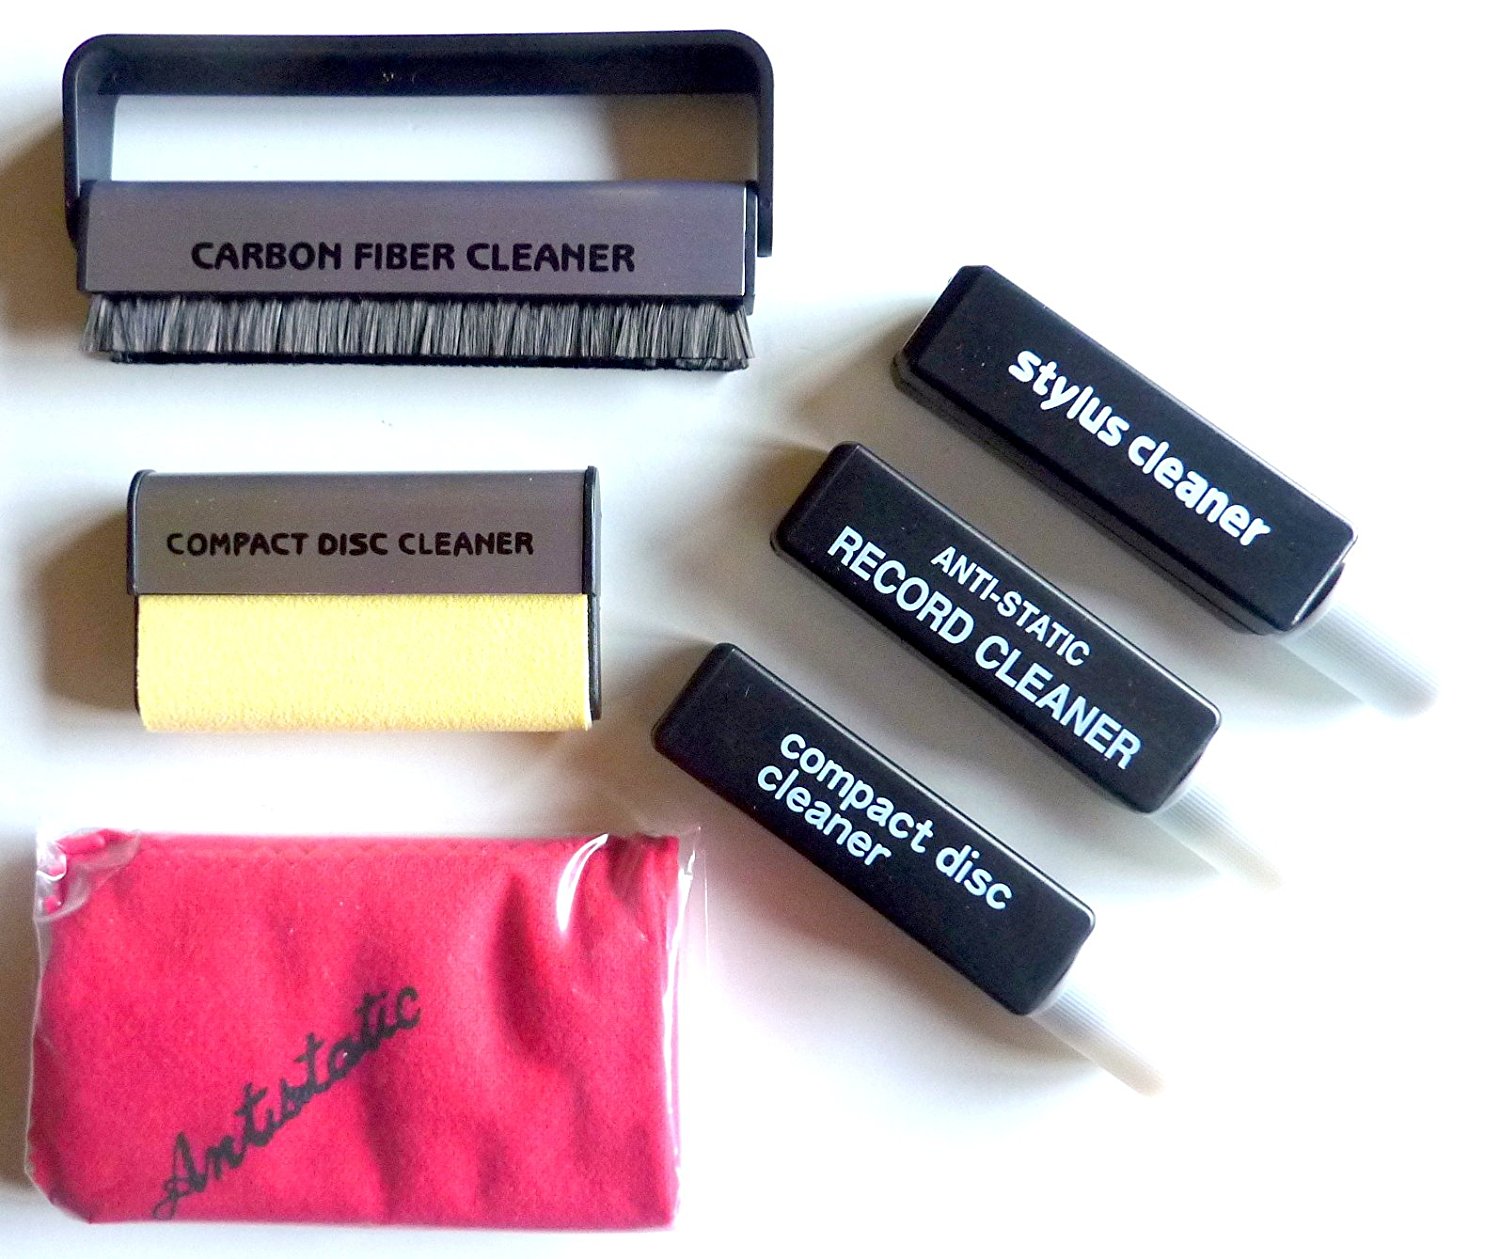 CARBON FIBER CLEANER
COMPACT DISC CLEANER
Antistatic
stylus cleaner
ANTI-STATIC
RECORD CLEANER
compact disc
cleaner